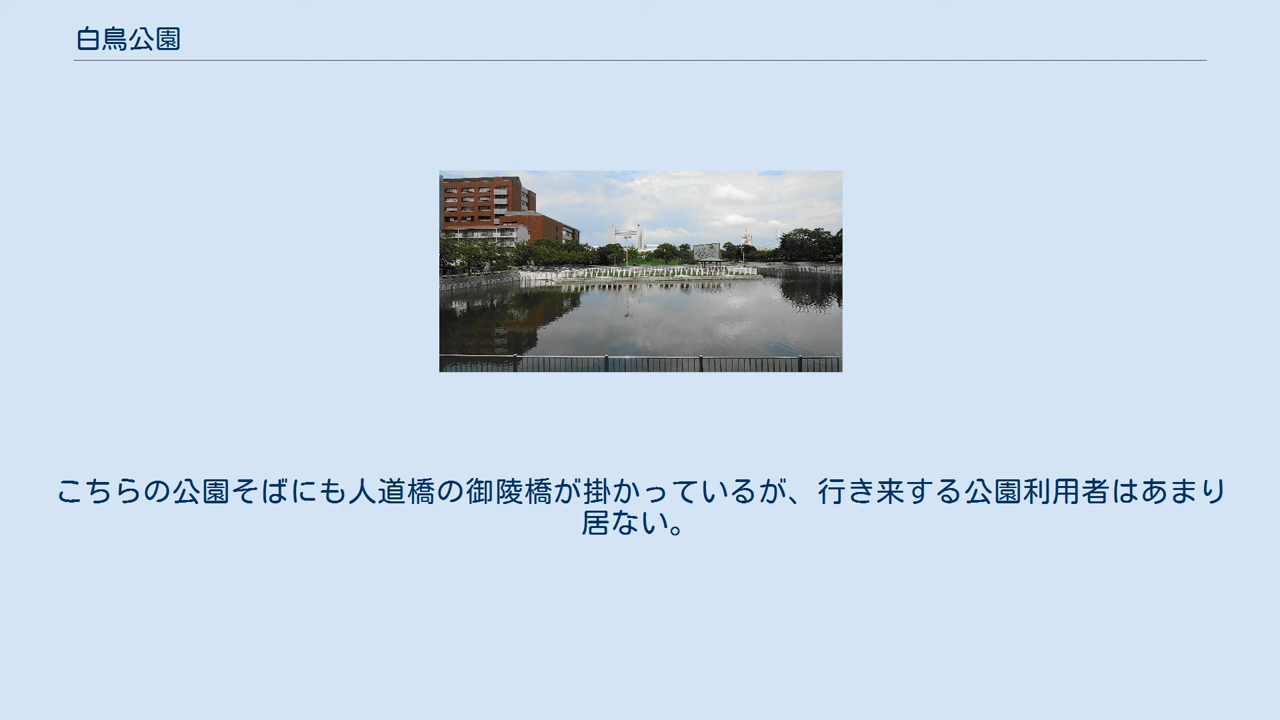 白鳥公園
こちらの公園そばにも人道橋の御陵橋が掛かっているが、行き来する公園利用者はあまり
居ない。